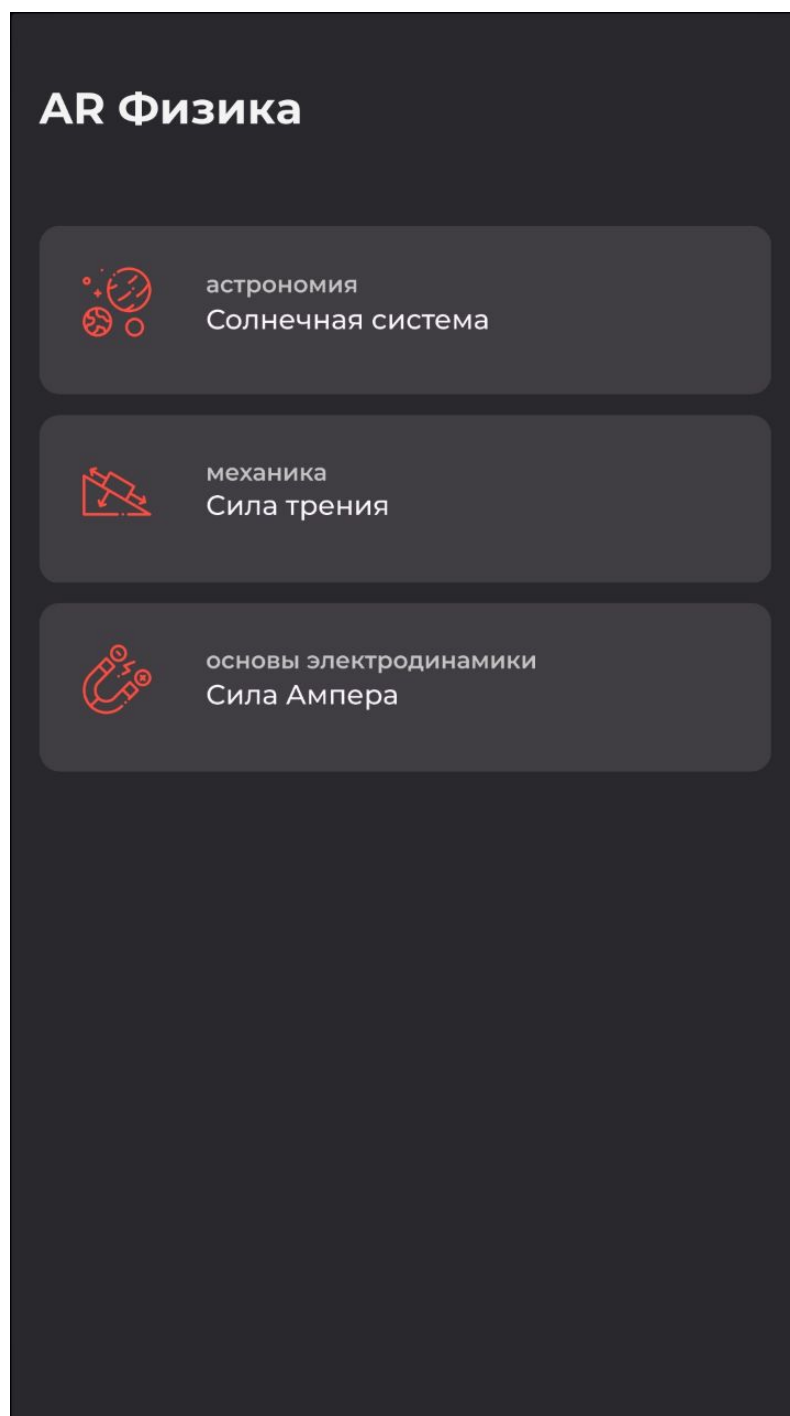 AR Физика
астрономия
Солнечная система
механика
Сила трения
основы электродинамики
Сила Ампера